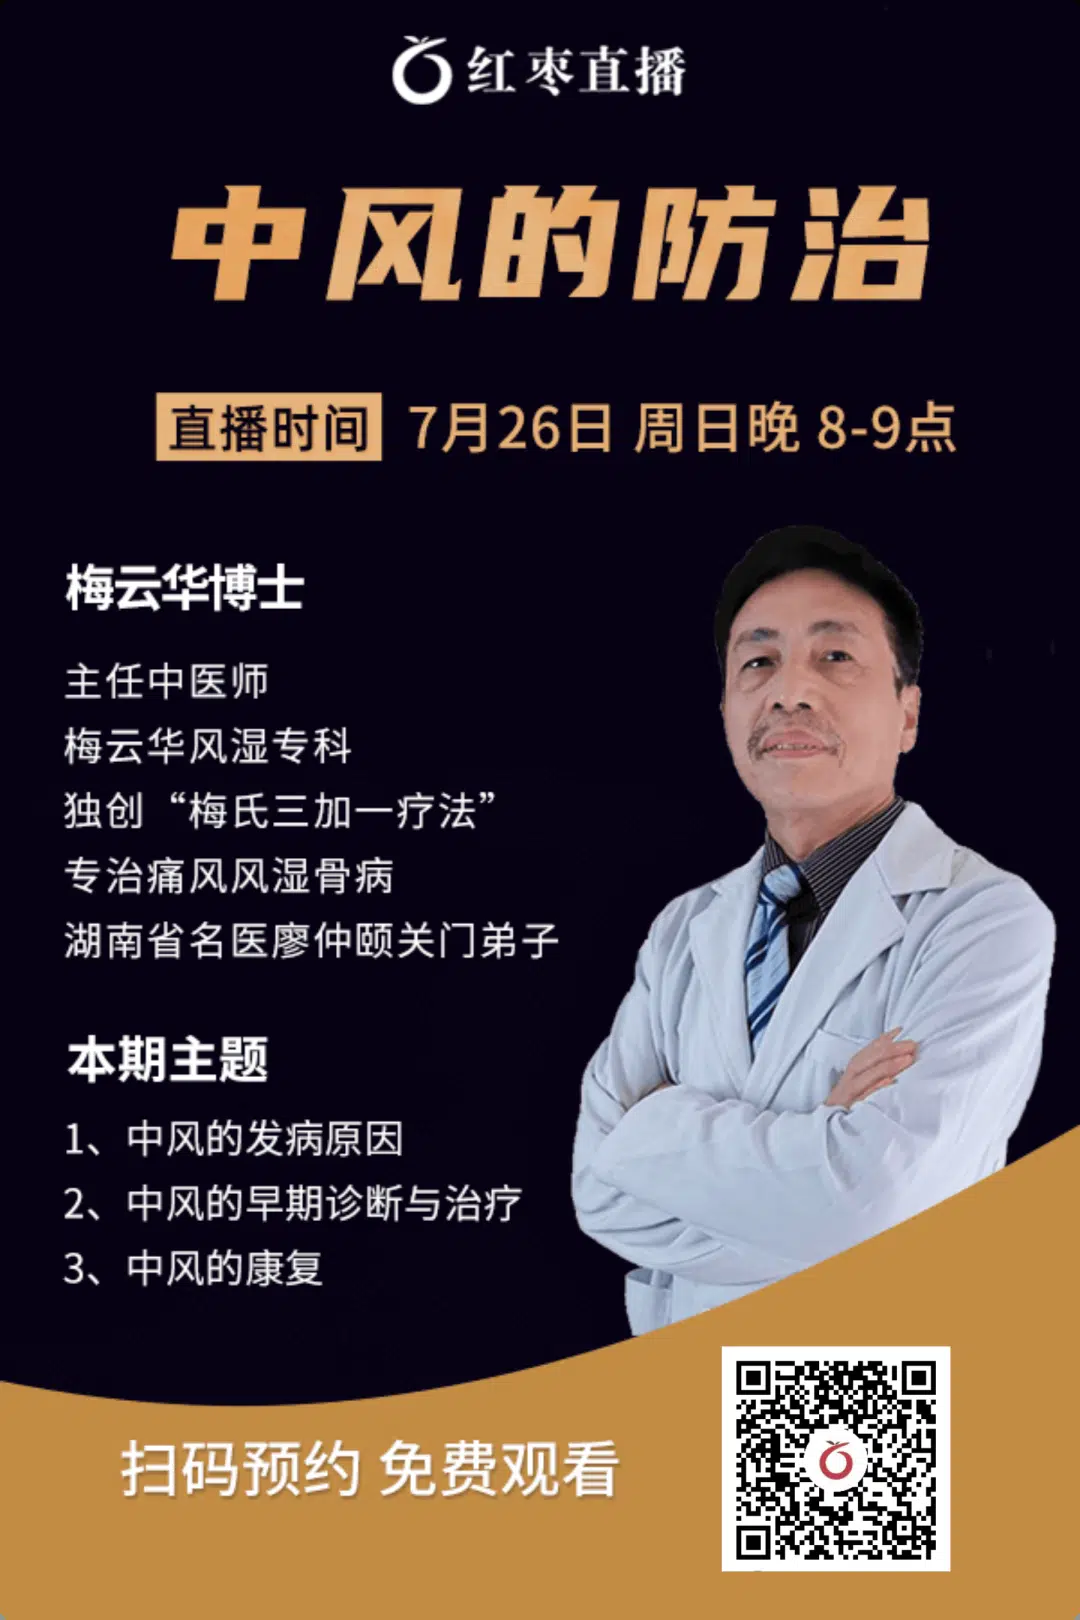 红枣直播
中风的防治
直播时间 7月26日 周日晚 8-9点
梅云华博士
主任中医师
梅云华风湿专科
独创“梅氏三加一疗法”
专治痛风风湿骨病
湖南省名医廖仲颐关门弟子
本期主题
1、中风的发病原因
2、中风的早期诊断与治疗
3、中风的康复
扫码预约 免费观看